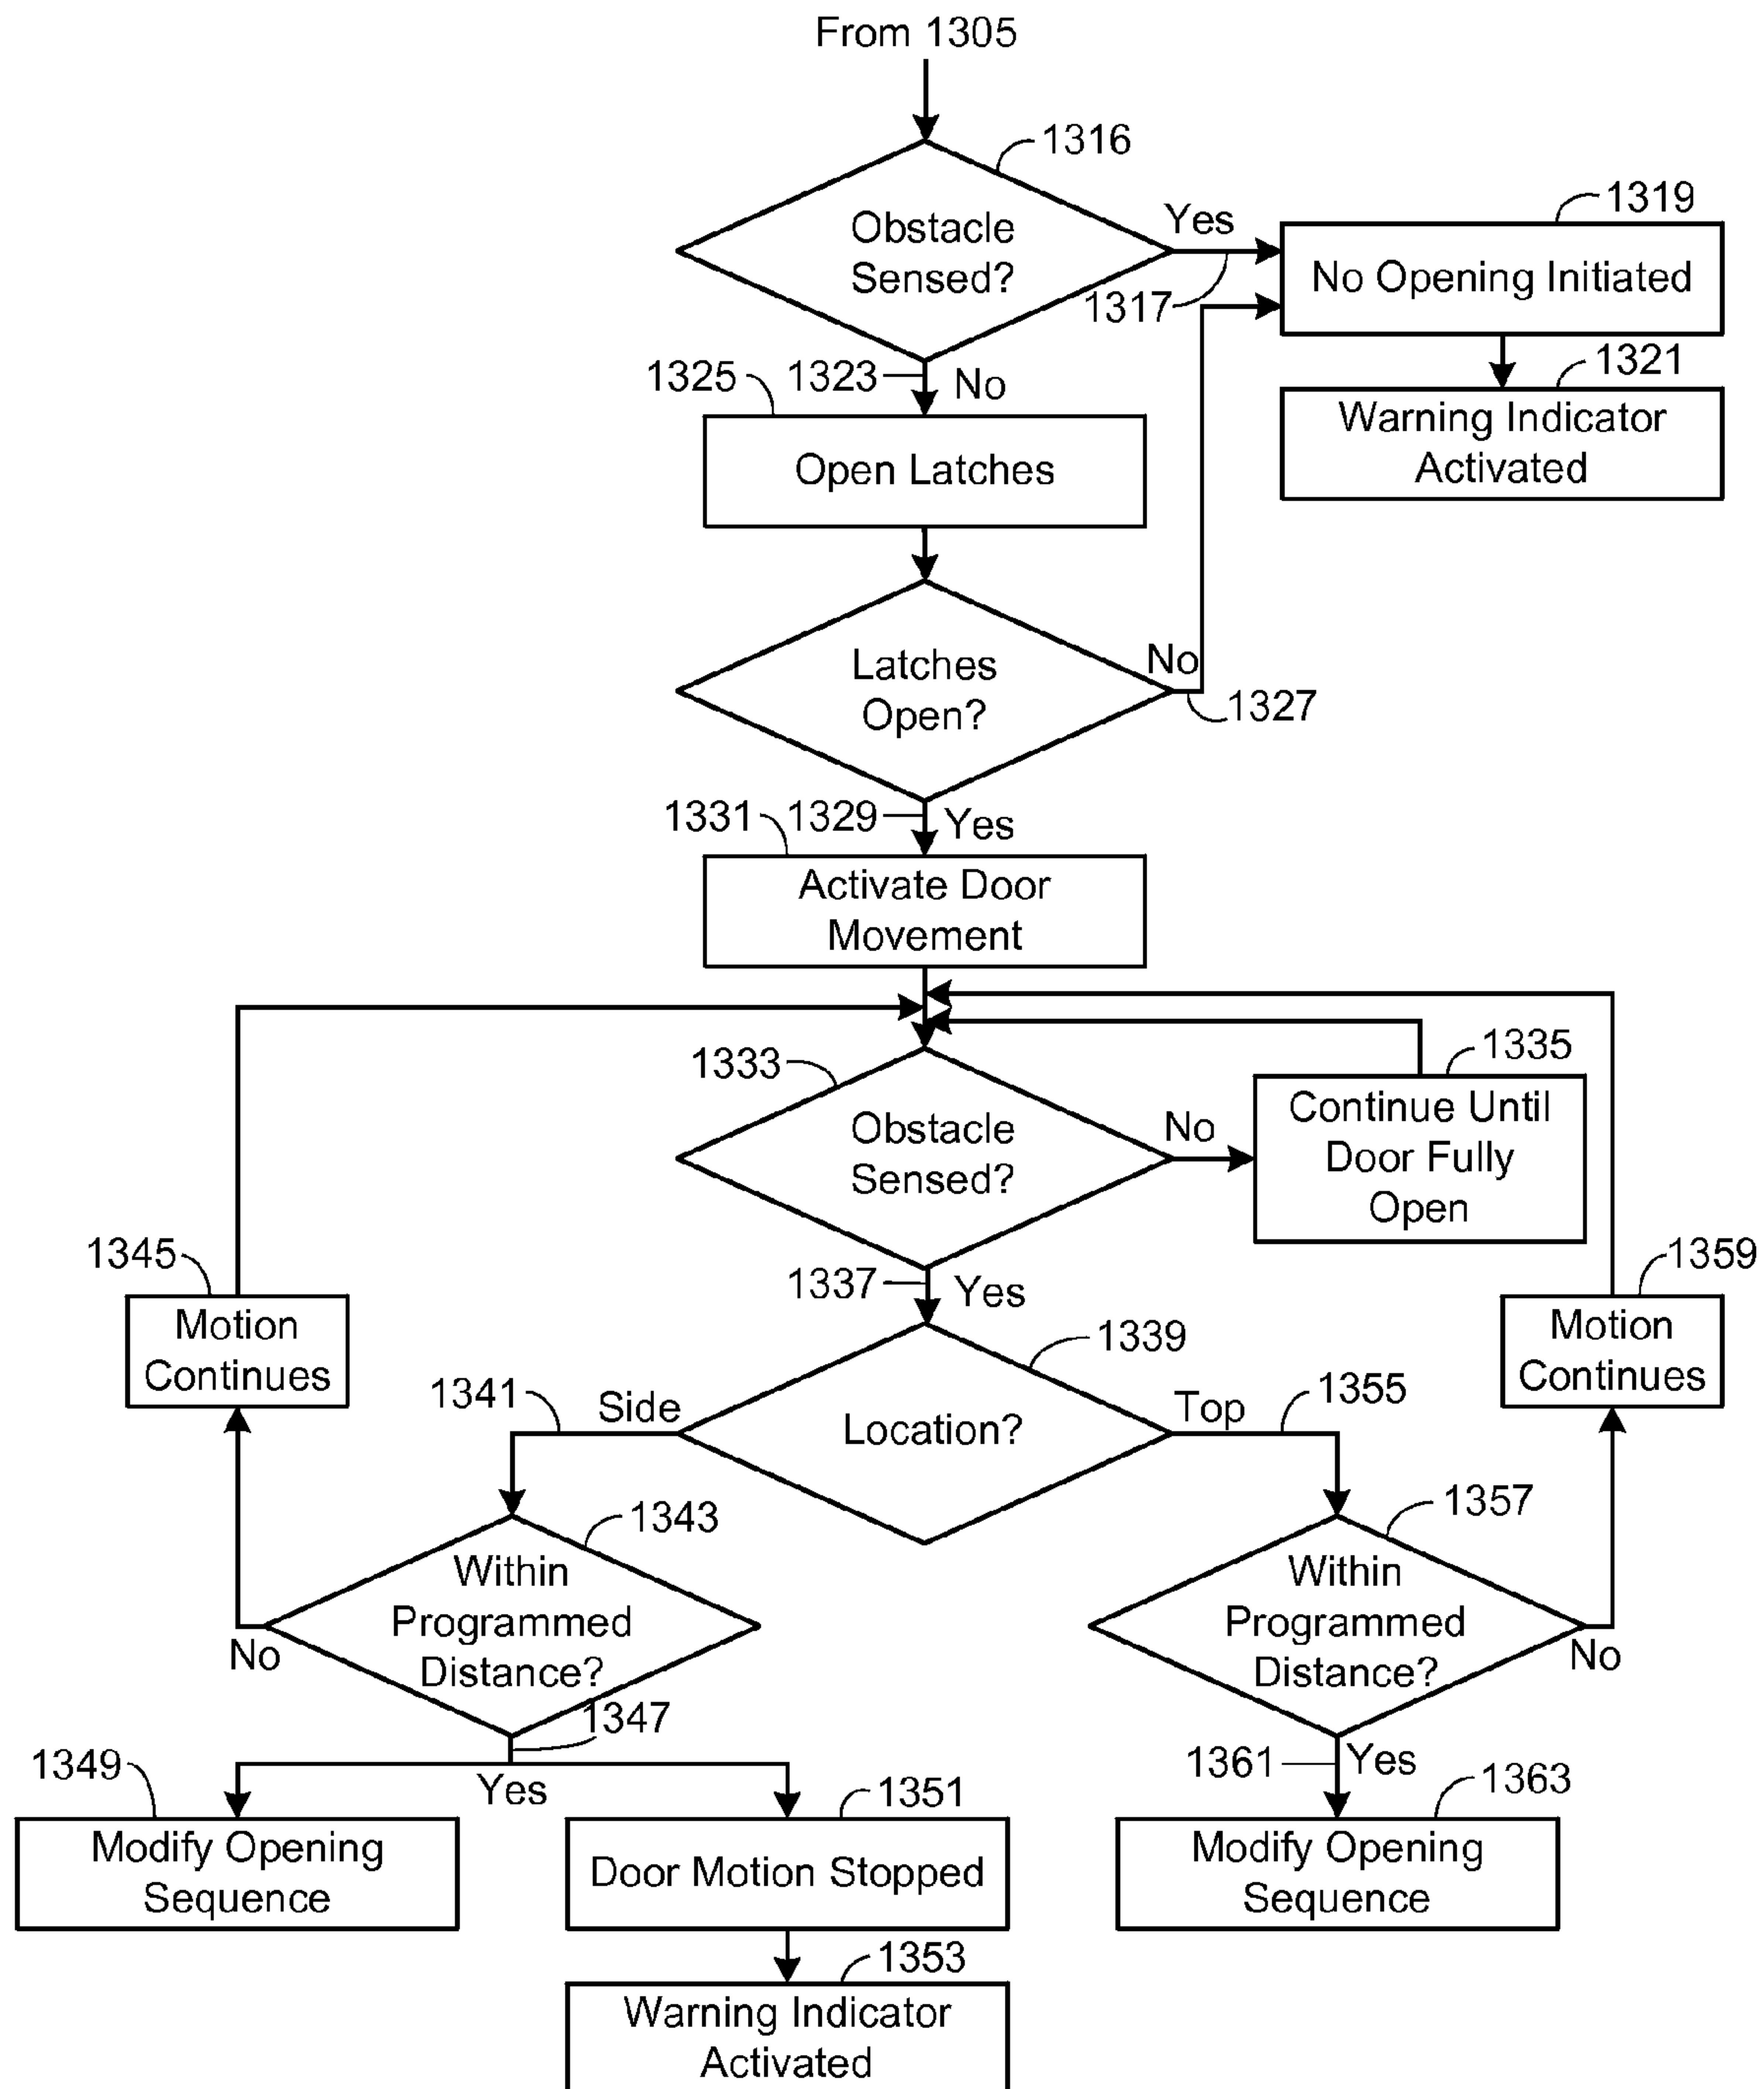 From 1305
1316
Obstacle
Sensed?
Yes
1317
1319
No Opening Initiated
1321
Warning Indicator
Activated
1323
No
1325
Open Latches
Latches
Open?
No
1327
1331
1329
Yes
Activate Door
Movement
1333
Obstacle
Sensed?
No
1335
Continue Until
Door Fully
Open
1337
Yes
1345
Motion
Continues
1359
Motion
Continues
1339
Location?
1341
Side
Top
1355
1343
Within
Programmed
Distance?
No
1357
Within
Programmed
Distance?
No
1347
Yes
1349
Modify Opening
Sequence
1351
Door Motion Stopped
1353
Warning Indicator
Activated
1361
Yes
1363
Modify Opening
Sequence